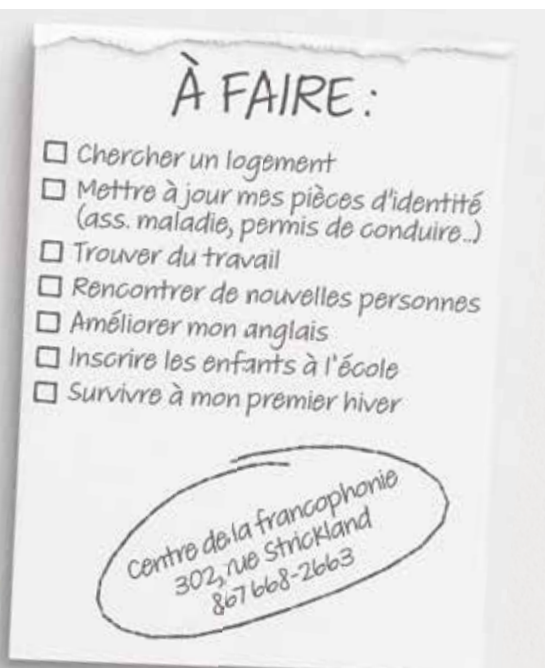 À FAIRE :
Chercher un logement
Mettre à jour mes pièces d'identité
(ass. maladie, permis de conduire...)
Trouver du travail
Rencontrer de nouvelles personnes
Améliorer mon anglais
Inscrire les enfants à l'école
Survivre à mon premier hiver
Centre de la francophonie
302, rue Strickland
867 668-2663